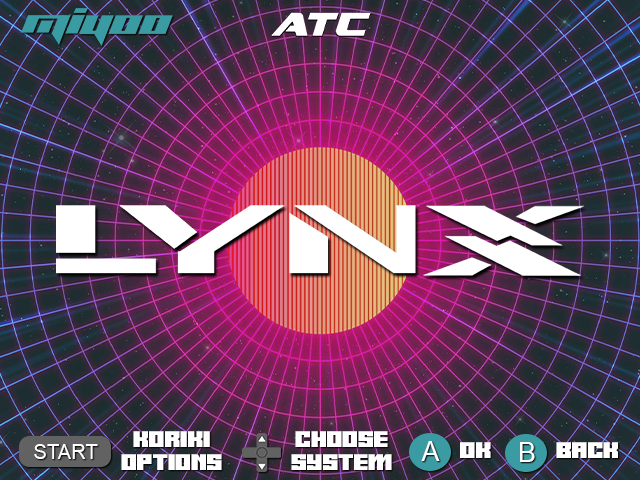 miyoo
ATC
LYNX
START
KORIKI
OPTIONS
CHOOSE
SYSTEM
A
OK
B
BACK